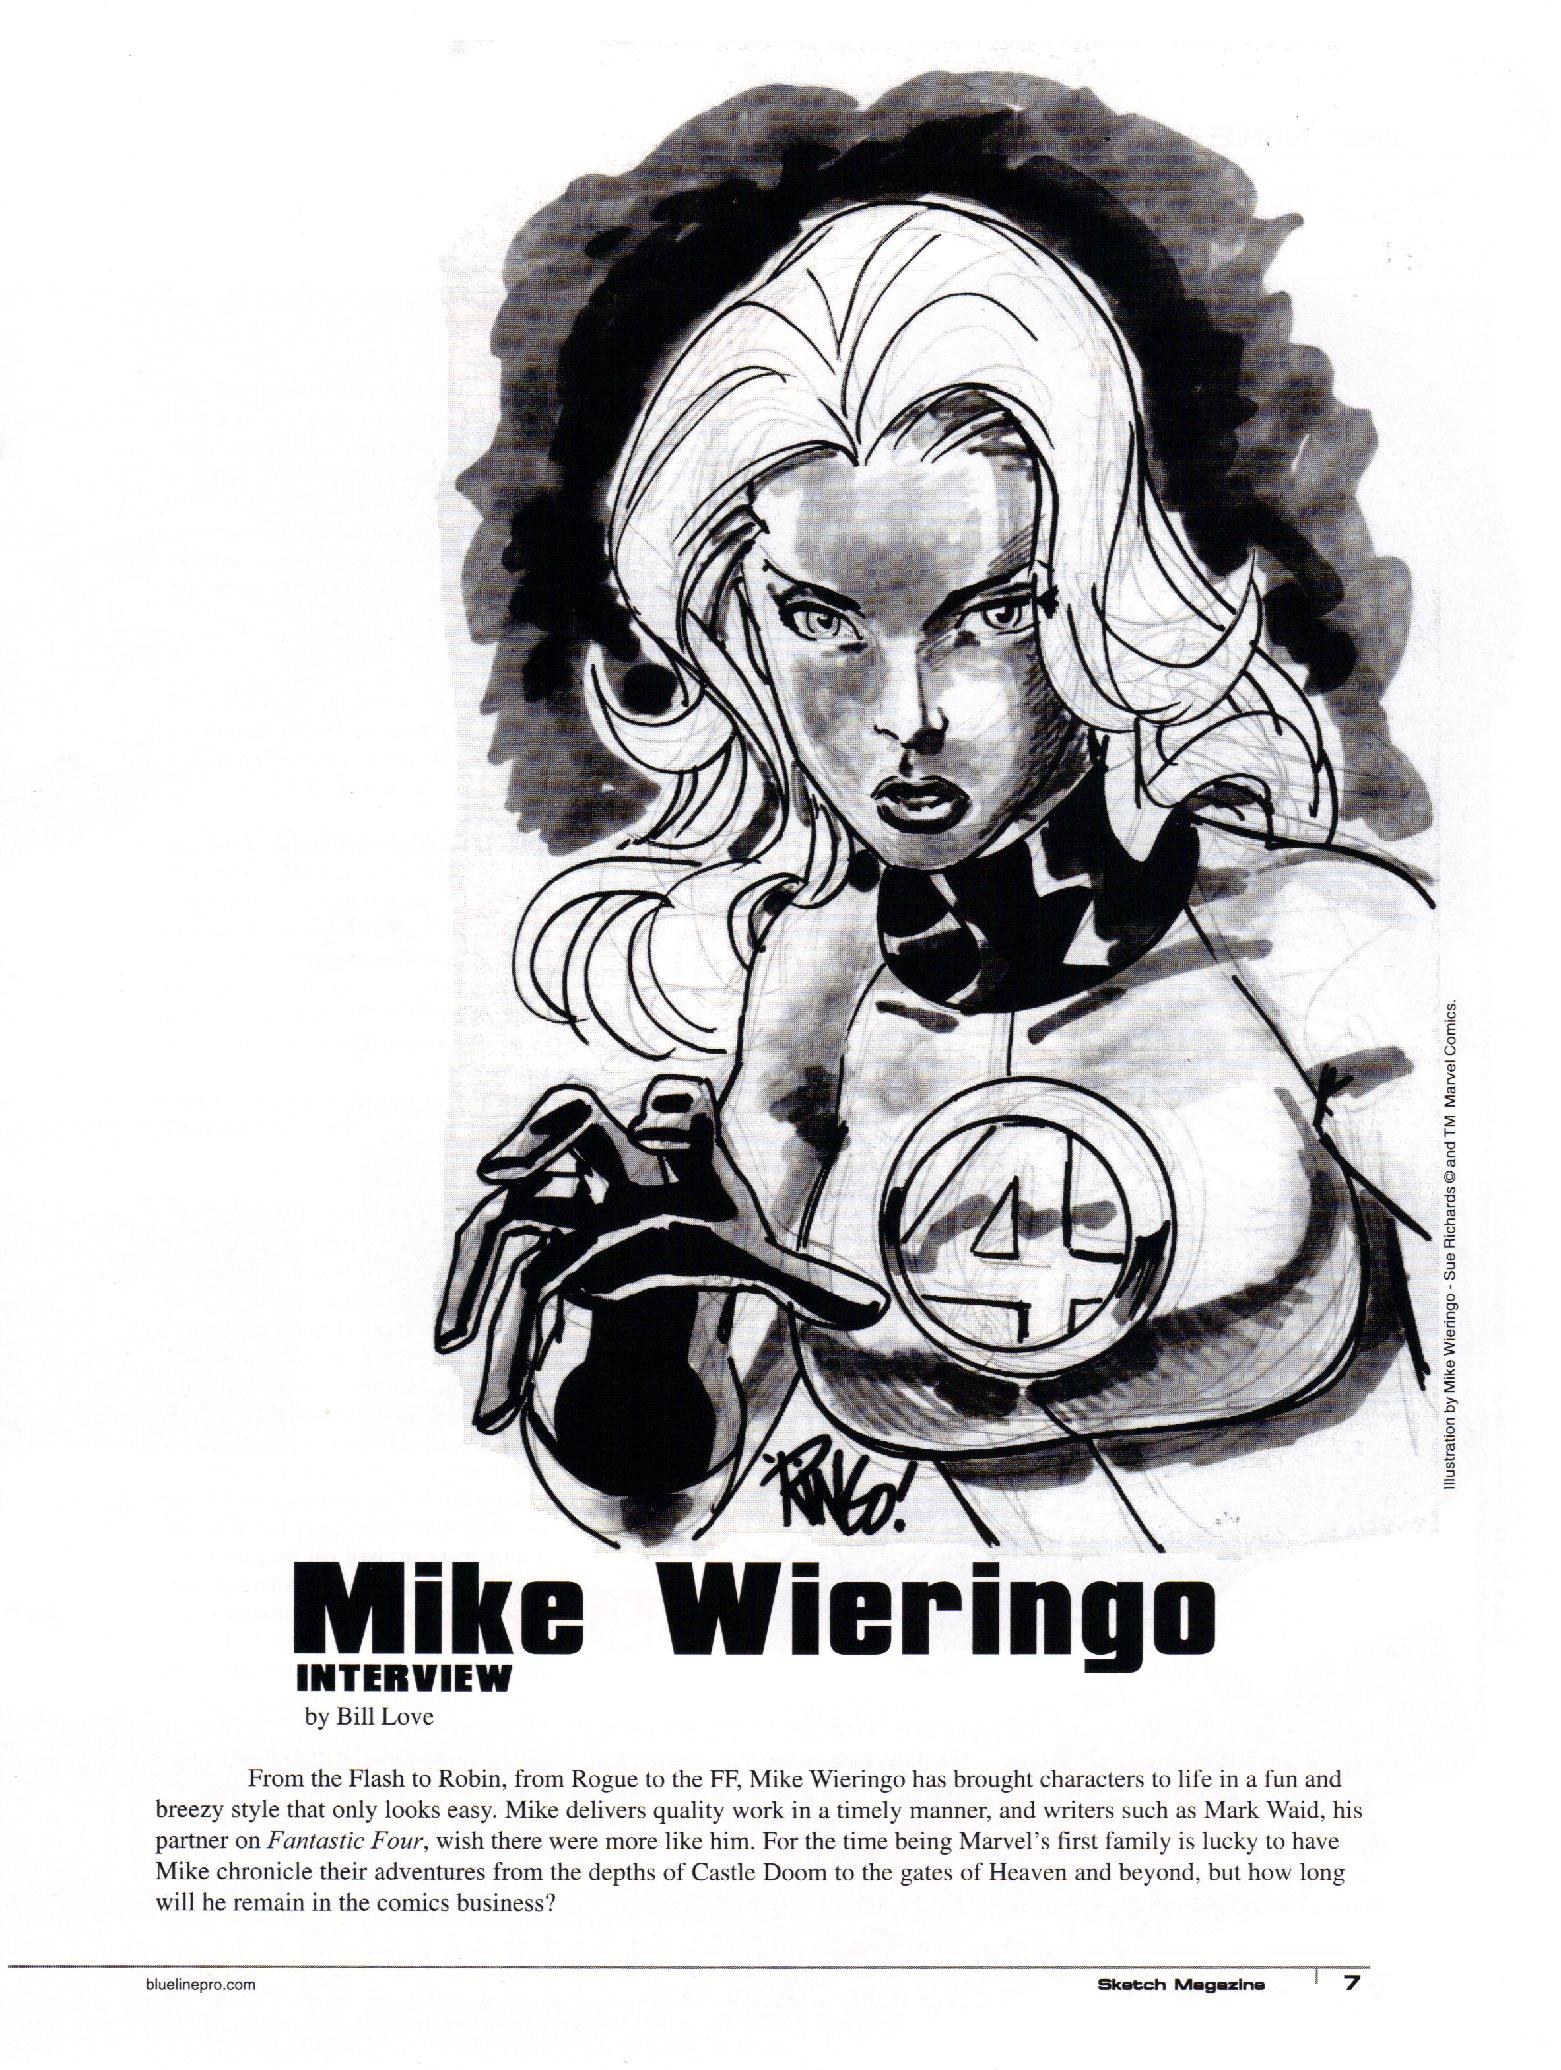 4
Illustration by Mike Wieringo - Sue Richards © and TM Marvel Comics.
RINGO!
Mike Wieringo
INTERVIEW
by Bill Love
From the Flash to Robin, from Rogue to the FF, Mike Wieringo has brought characters to life in a fun and
breezy style that only looks easy. Mike delivers quality work in a timely manner, and writers such as Mark Waid, his
partner on Fantastic Four, wish there were more like him. For the time being Marvel's first family is lucky to have
Mike chronicle their adventures from the depths of Castle Doom to the gates of Heaven and beyond, but how long
will he remain in the comics business?
bluelinepro.com
Sketch Magazine
7